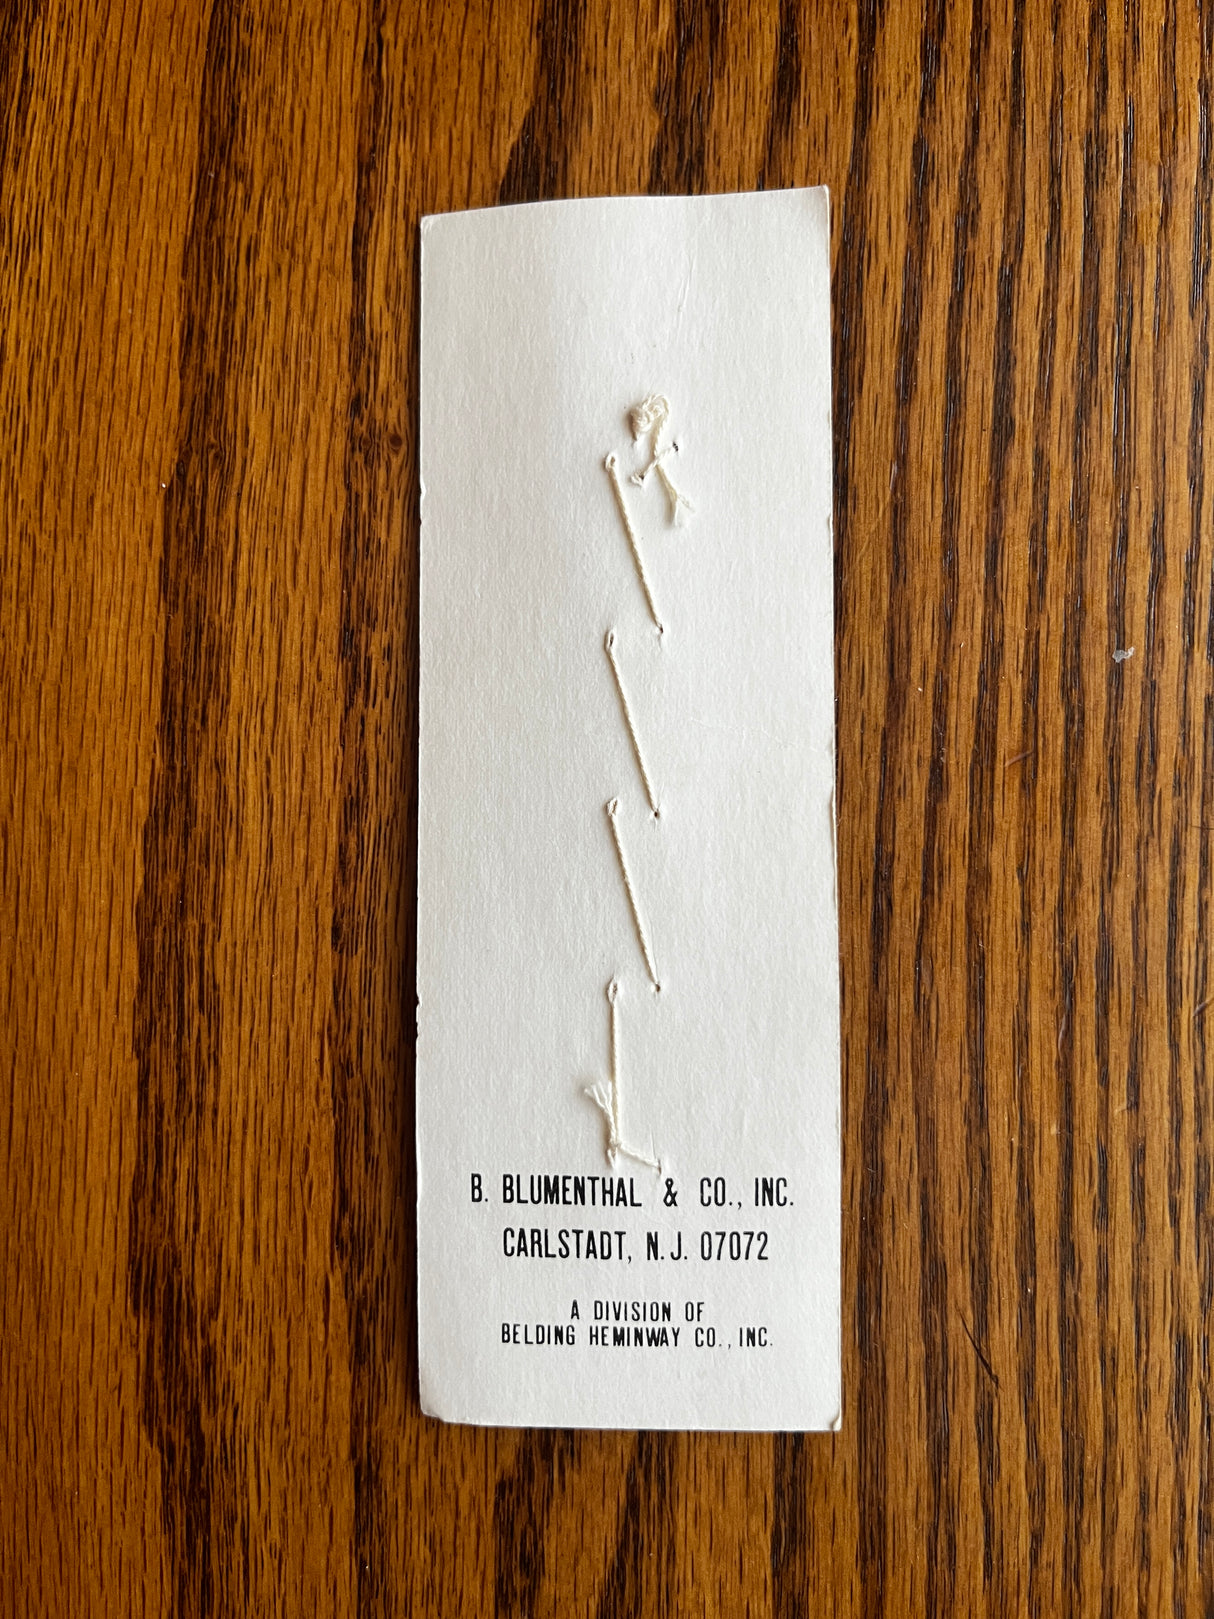 B. BLUMENTHAL & CO., INC.
CARLSTADT, N.J. 07072
A DIVISION OF
BELDING HEMINWAY CO., INC.